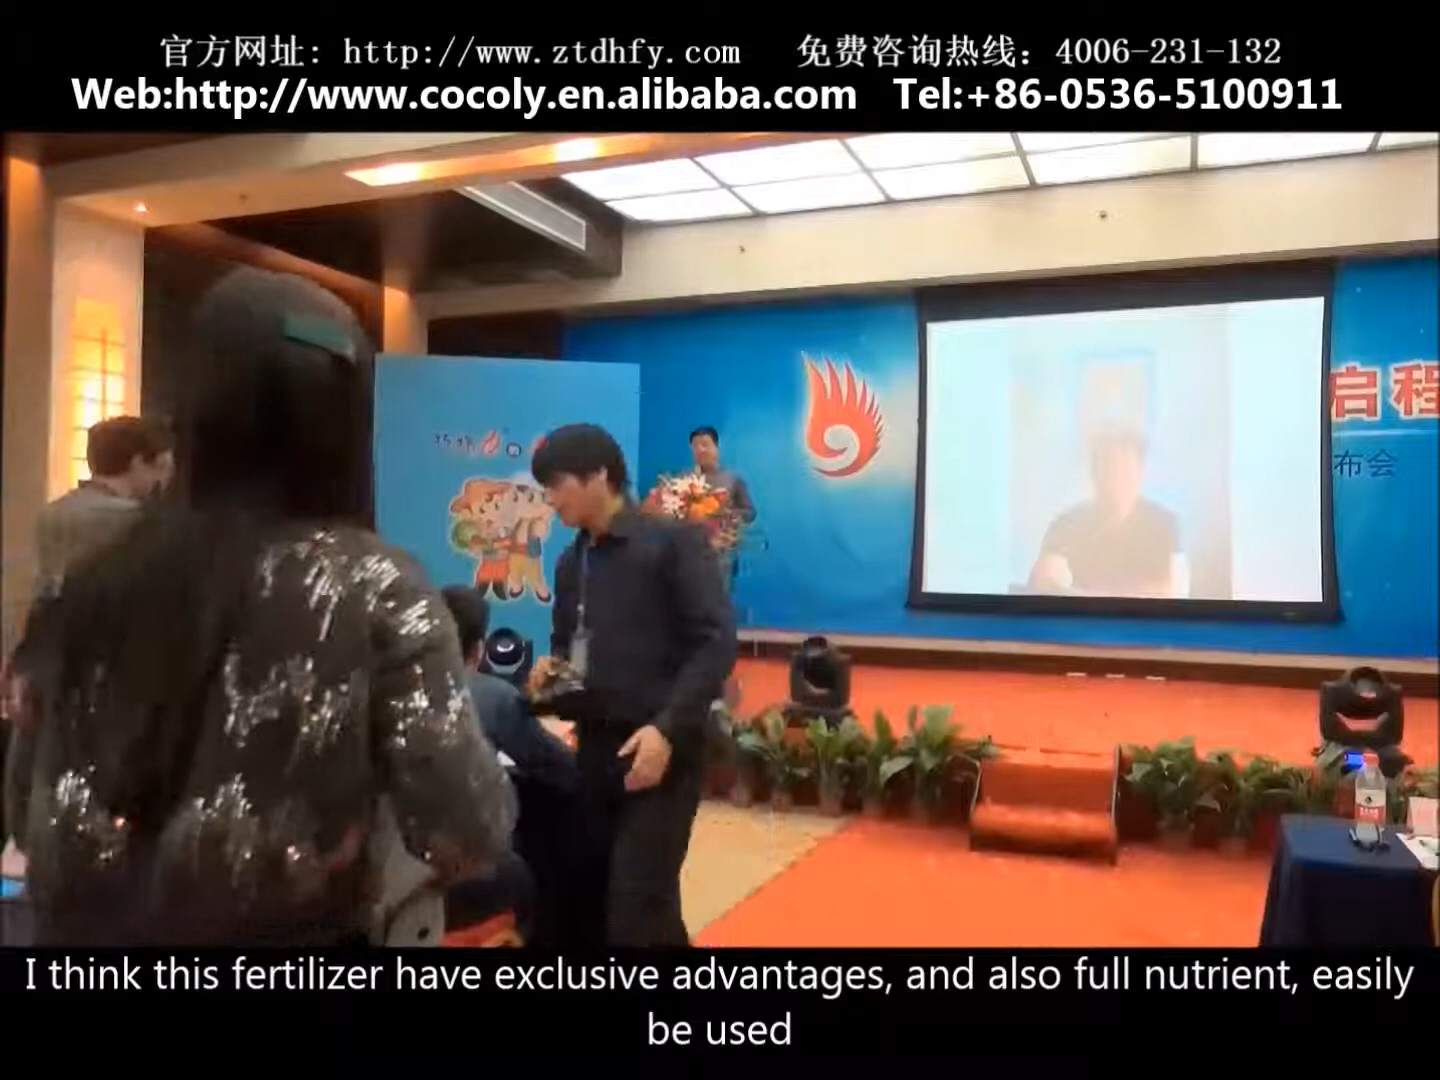 官方网址: http://www.ztdhfy.com 免费咨询热线: 4006-231-132
Web:http://www.cocoly.en.alibaba.com Tel:+86-0536-5100911
启程
布会
I think this fertilizer have exclusive advantages, and also full nutrient, easily
be used